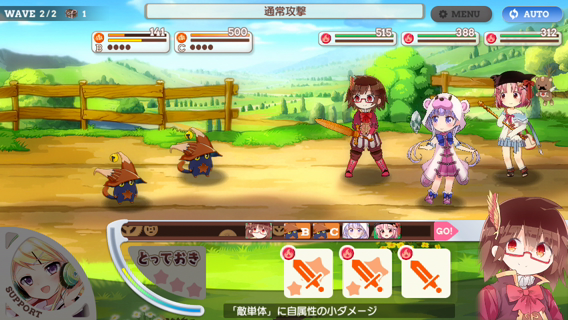 WAVE 2/2
1
通常攻撃
MENU
AUTO
141
B
500
C
515
388
312
B
C
GO!
とっておき
SUPPORT
「敵単体」に自属性の小ダメージ